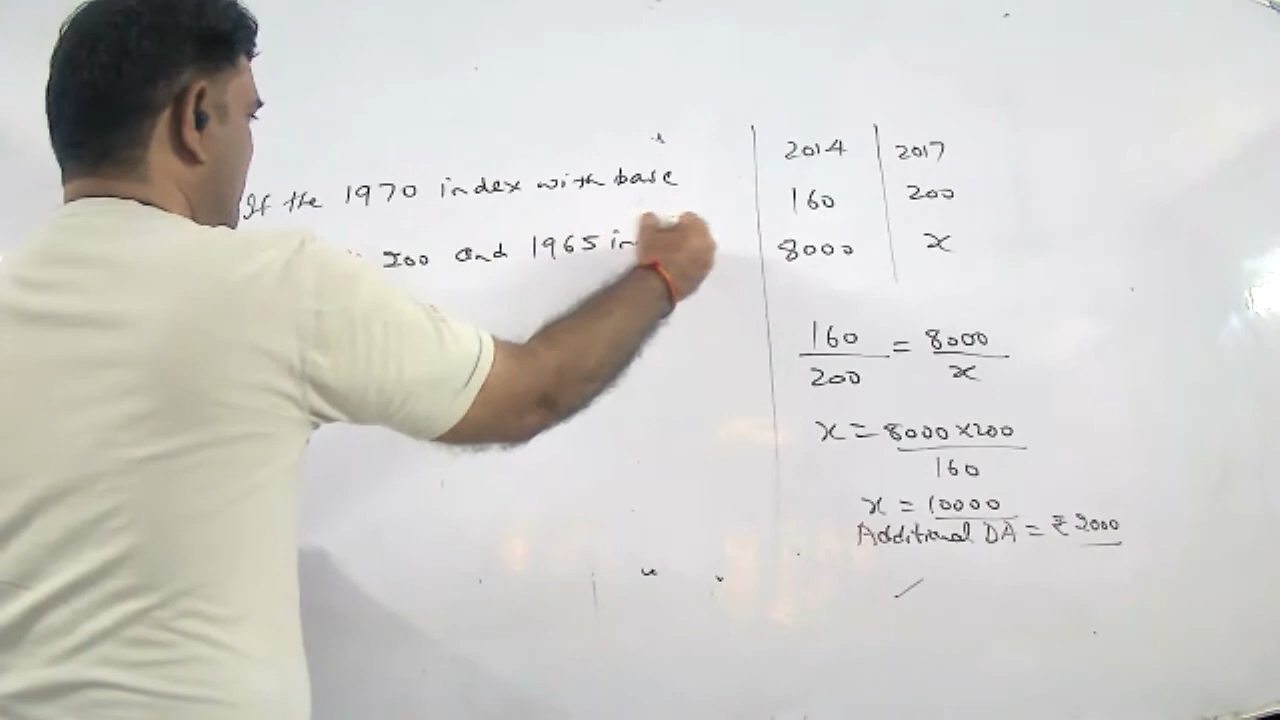 If the 1970 index with base
200 and 1965 in
2014 2017
160 200
8000 x
160/200 = 8000/x
x = 8000 x 200
160
x = 10000
Additional DA = ₹ 2000